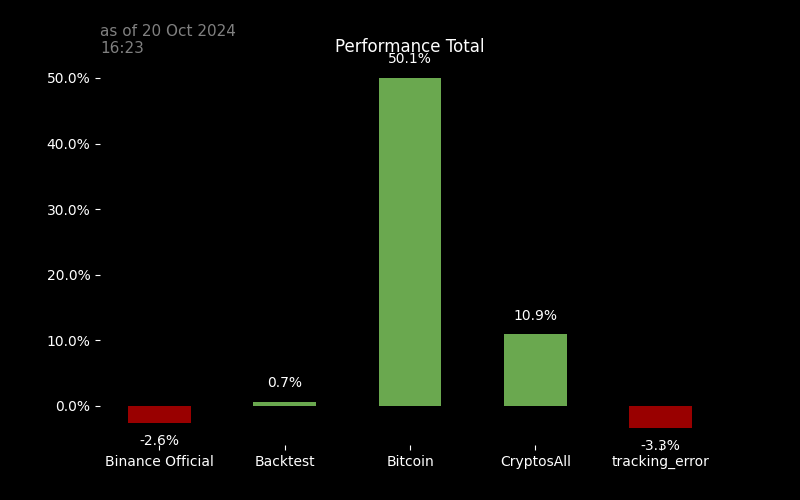 as of 20 Oct 2024
16:23
Performance Total
50.1%
50.0%
40.0%
30.0%
20.0%
10.9%
10.0%
0.7%
0.0%
-2.6%
-3.3%
Binance Official
Backtest
Bitcoin
CryptosAll
tracking_error